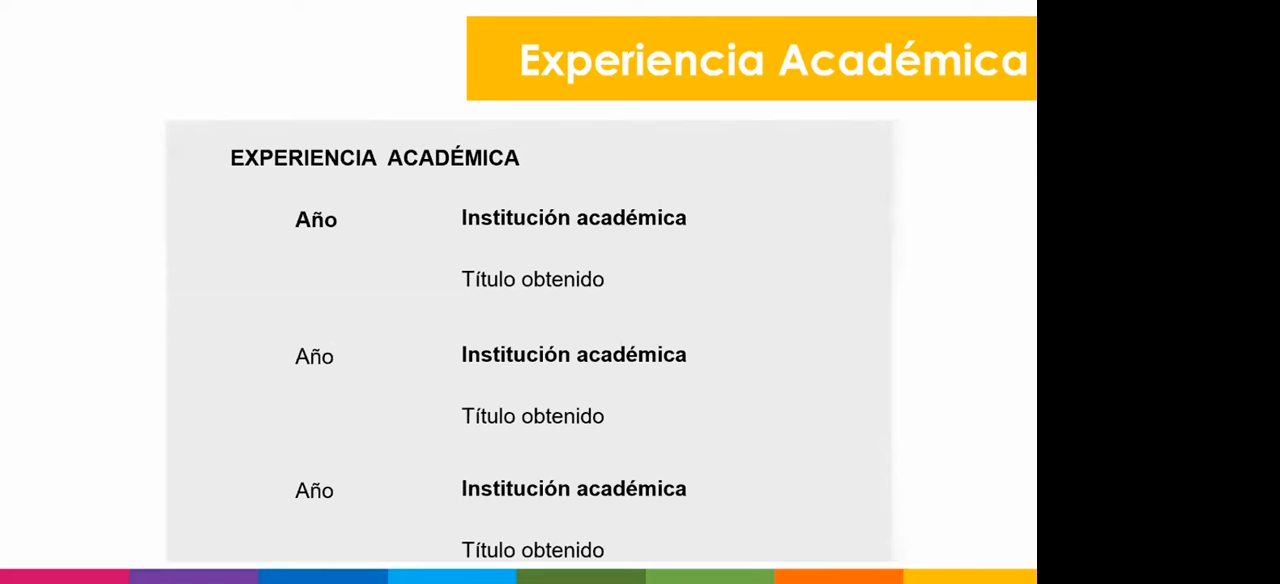 Experiencia Académica
EXPERIENCIA ACADÉMICA
Año Institución académica
Título obtenido
Año Institución académica
Título obtenido
Año Institución académica
Título obtenido